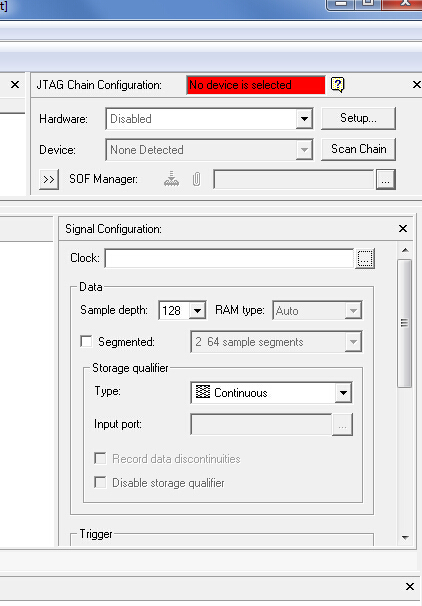 t]
JTAG Chain Configuration: No device is selected
Hardware: Disabled Setup...
Device: None Detected Scan Chain
>> SOF Manager: ...
Signal Configuration:
Clock: ...
Data
Sample depth: 128 RAM type: Auto
Segmented: 2 64 sample segments
Storage qualifier
Type: Continuous
Input port: ...
Record data discontinuities
Disable storage qualifier
Trigger